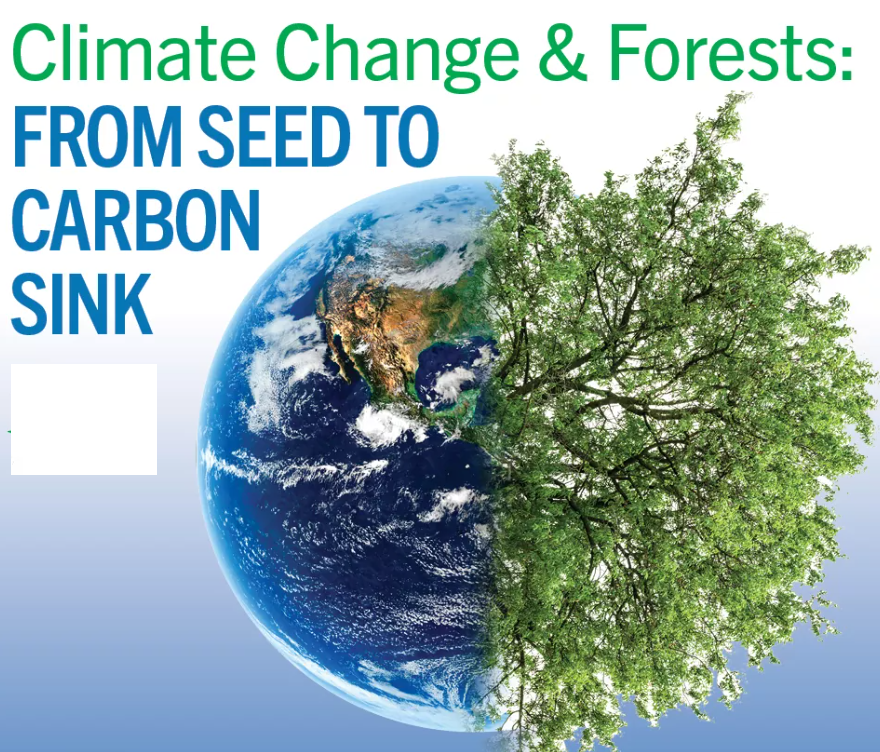 Climate Change & Forests:
FROM SEED TO
CARBON
SINK